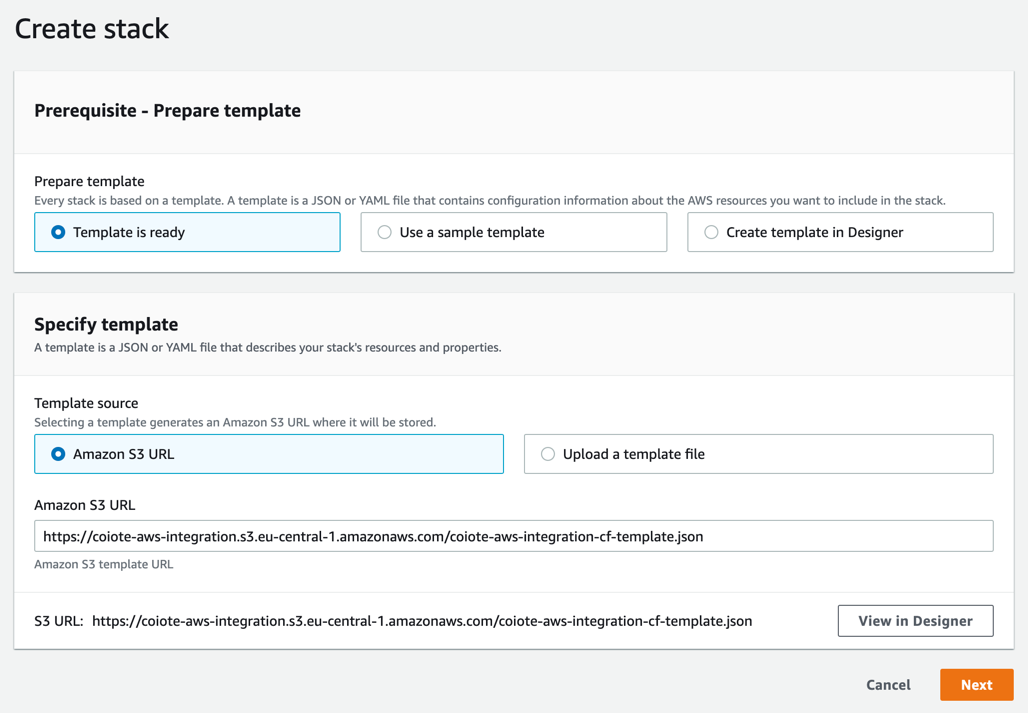 Create stack
Prerequisite - Prepare template
Prepare template
Every stack is based on a template. A template is a JSON or YAML file that contains configuration information about the AWS resources you want to include in the stack.
Template is ready
Use a sample template
Create template in Designer
Specify template
A template is a JSON or YAML file that describes your stack's resources and properties.
Template source
Selecting a template generates an Amazon S3 URL where it will be stored.
Amazon S3 URL
Upload a template file
Amazon S3 URL
https://coiote-aws-integration.s3.eu-central-1.amazonaws.com/coiote-aws-integration-cf-template.json
Amazon S3 template URL
S3 URL: https://coiote-aws-integration.s3.eu-central-1.amazonaws.com/coiote-aws-integration-cf-template.json
View in Designer
Cancel
Next